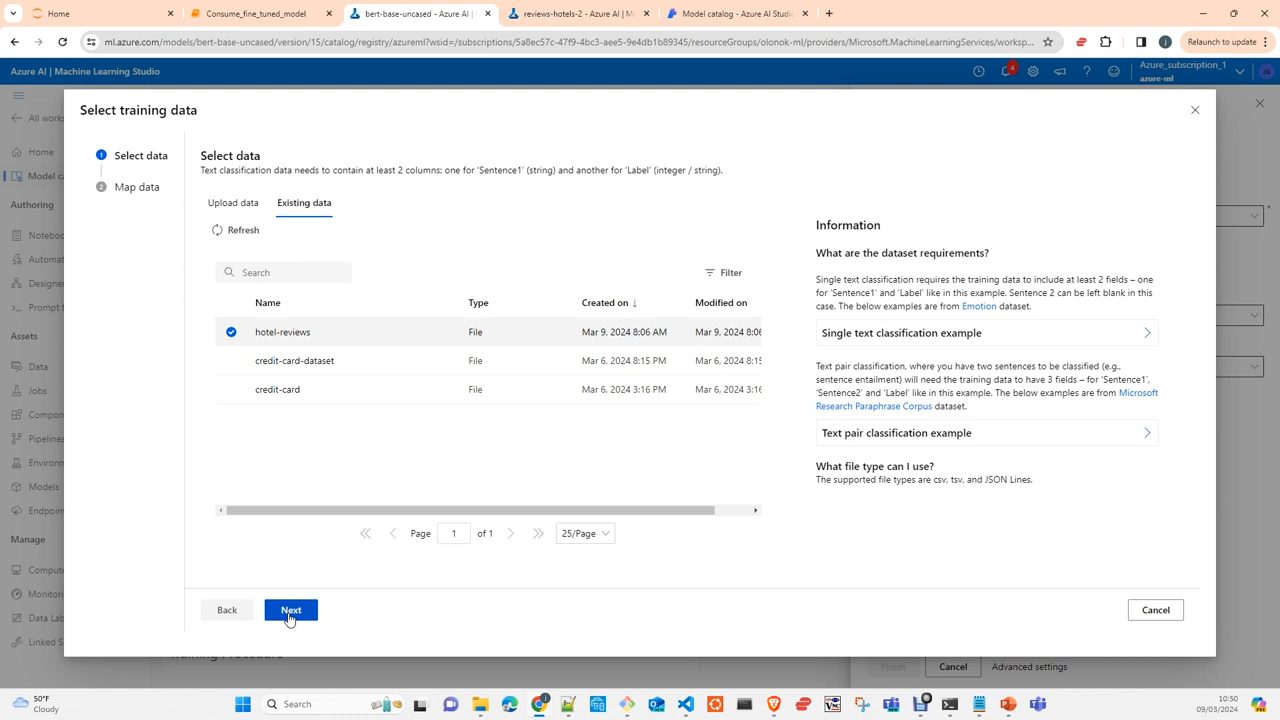 Home
Consume_fine_tuned_model
bert-base-uncased - Azure AI | M
reviews-hotels-2 - Azure AI | M
Model catalog - Azure AI Studio
ml.azure.com/models/bert-base-uncased/version/15/catalog/registry/azureml?wsid=/subscriptions/5a8ec57c-47f9-4bc3-aee5-9e4db1b89345/resourceGroups/olonok-ml/providers/Microsoft.MachineLearningServices/worksp...
Relaunch to update
Azure AI | Machine Learning Studio
4
Azure_subscription_1
azure-ml
JG
All work
Home
Model ca
Authoring
Noteboo
Automa
Designe
Prompt f
Assets
Data
Jobs
Compon
Pipelines
Environm
Models
Endpoin
Manage
Comput
Monitor
Data Lab
Linked S
Select training data
1
Select data
2
Map data
Select data
Text classification data needs to contain at least 2 columns: one for 'Sentence1' (string) and another for 'Label' (integer / string).
Upload data
Existing data
Refresh
Search
Filter
Name Type Created on ↓ Modified on
hotel-reviews File Mar 9, 2024 8:06 AM Mar 9, 2024 8:06
credit-card-dataset File Mar 6, 2024 8:15 PM Mar 6, 2024 8:15
credit-card File Mar 6, 2024 3:16 PM Mar 6, 2024 3:16
Page 1 of 1 25/Page
Information
What are the dataset requirements?
Single text classification requires the training data to include at least 2 fields – one
for 'Sentence1' and 'Label' like in this example. Sentence 2 can be left blank in this
case. The below examples are from Emotion dataset.
Single text classification example
Text pair classification, where you have two sentences to be classified (e.g.,
sentence entailment) will need the training data to have 3 fields – for 'Sentence1',
'Sentence2' and 'Label' like in this example. The below examples are from Microsoft
Research Paraphrase Corpus dataset.
Text pair classification example
What file type can I use?
The supported file types are csv, tsv, and JSON Lines.
Back
Next
Cancel
Training Procedure
Finish
Cancel
Advanced settings
50°F
Cloudy
Search
10:50
09/03/2024